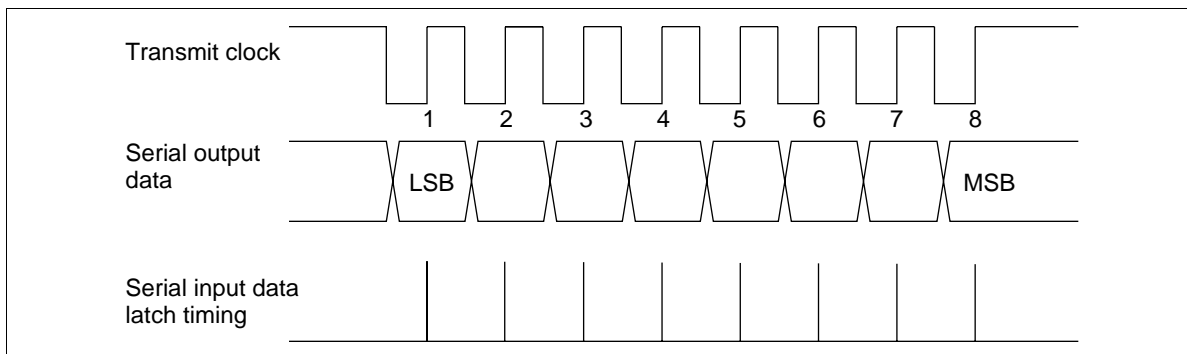 Transmit clock
1 2 3 4 5 6 7 8
Serial output
data
LSB MSB
Serial input data
latch timing